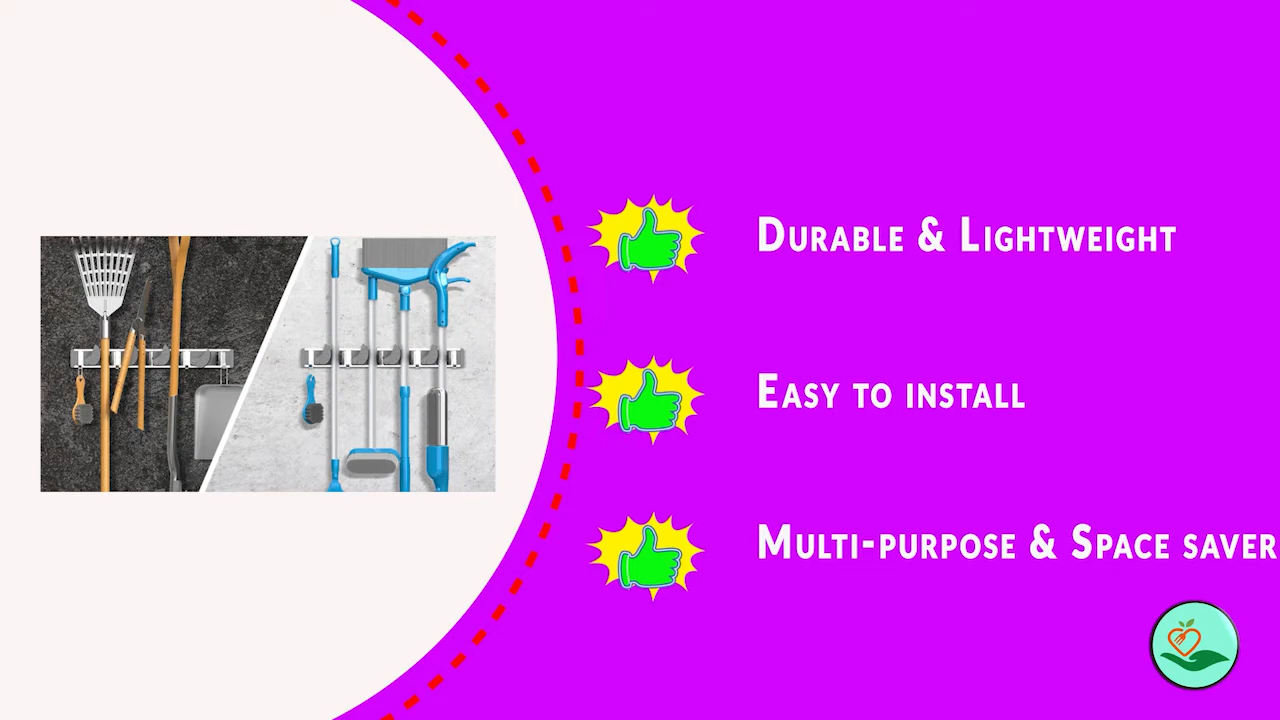 Durable & Lightweight
Easy to install
Multi-purpose & Space saver